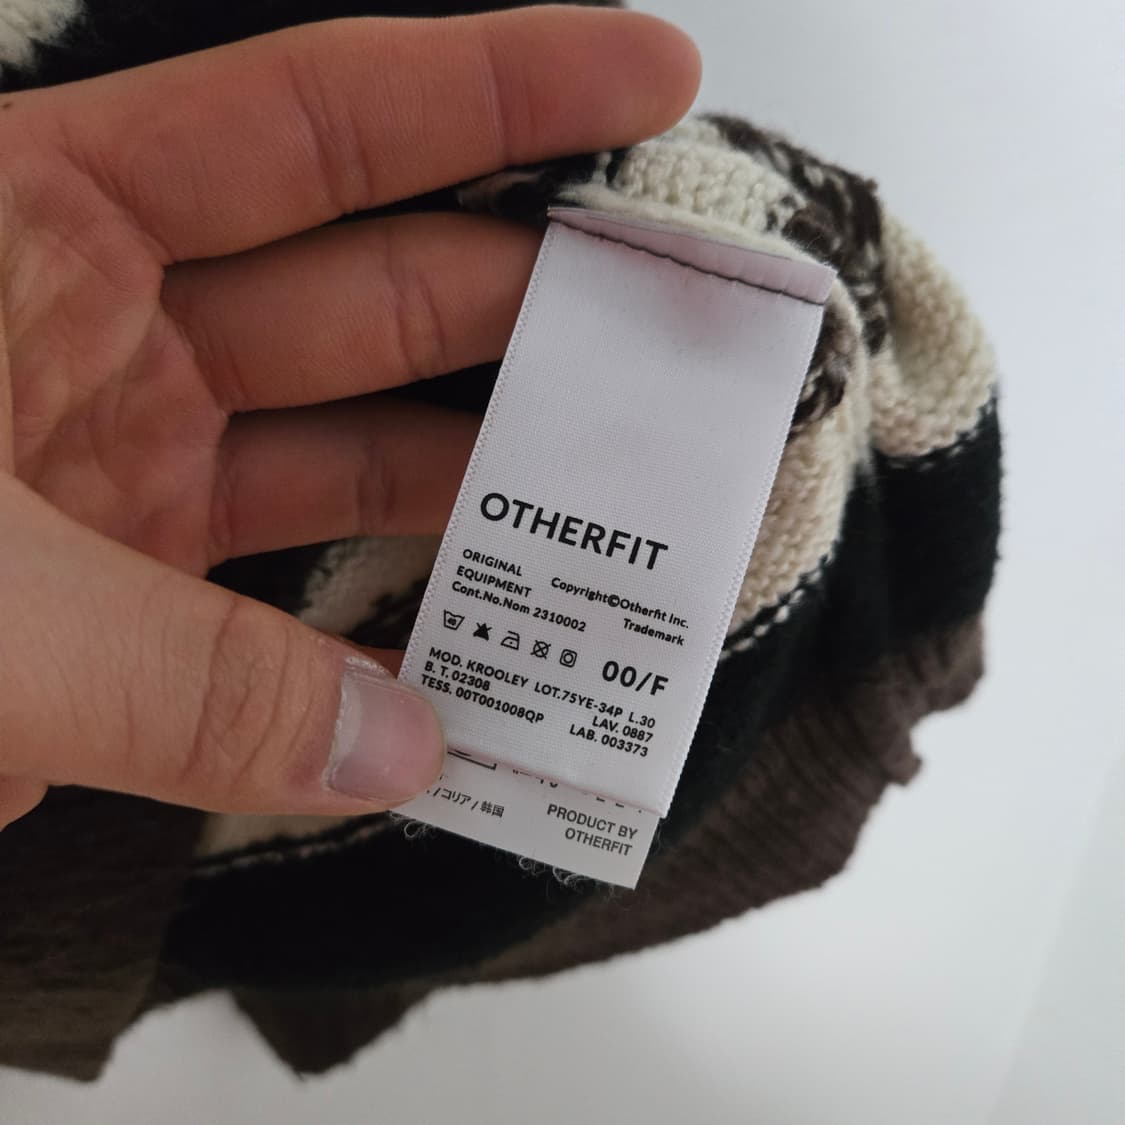 OTHERFIT
ORIGINAL
EQUIPMENT
Cont.No.Nom 2310002
Copyright©Otherfit Inc.
Trademark
00/F
MOD. KROOLEY LOT.75YE-34P L.30
B. T. 02308
LAV. 0887
TESS. 00T001008QP
LAB. 003373
/コリア / 韩国
PRODUCT BY
OTHERFIT